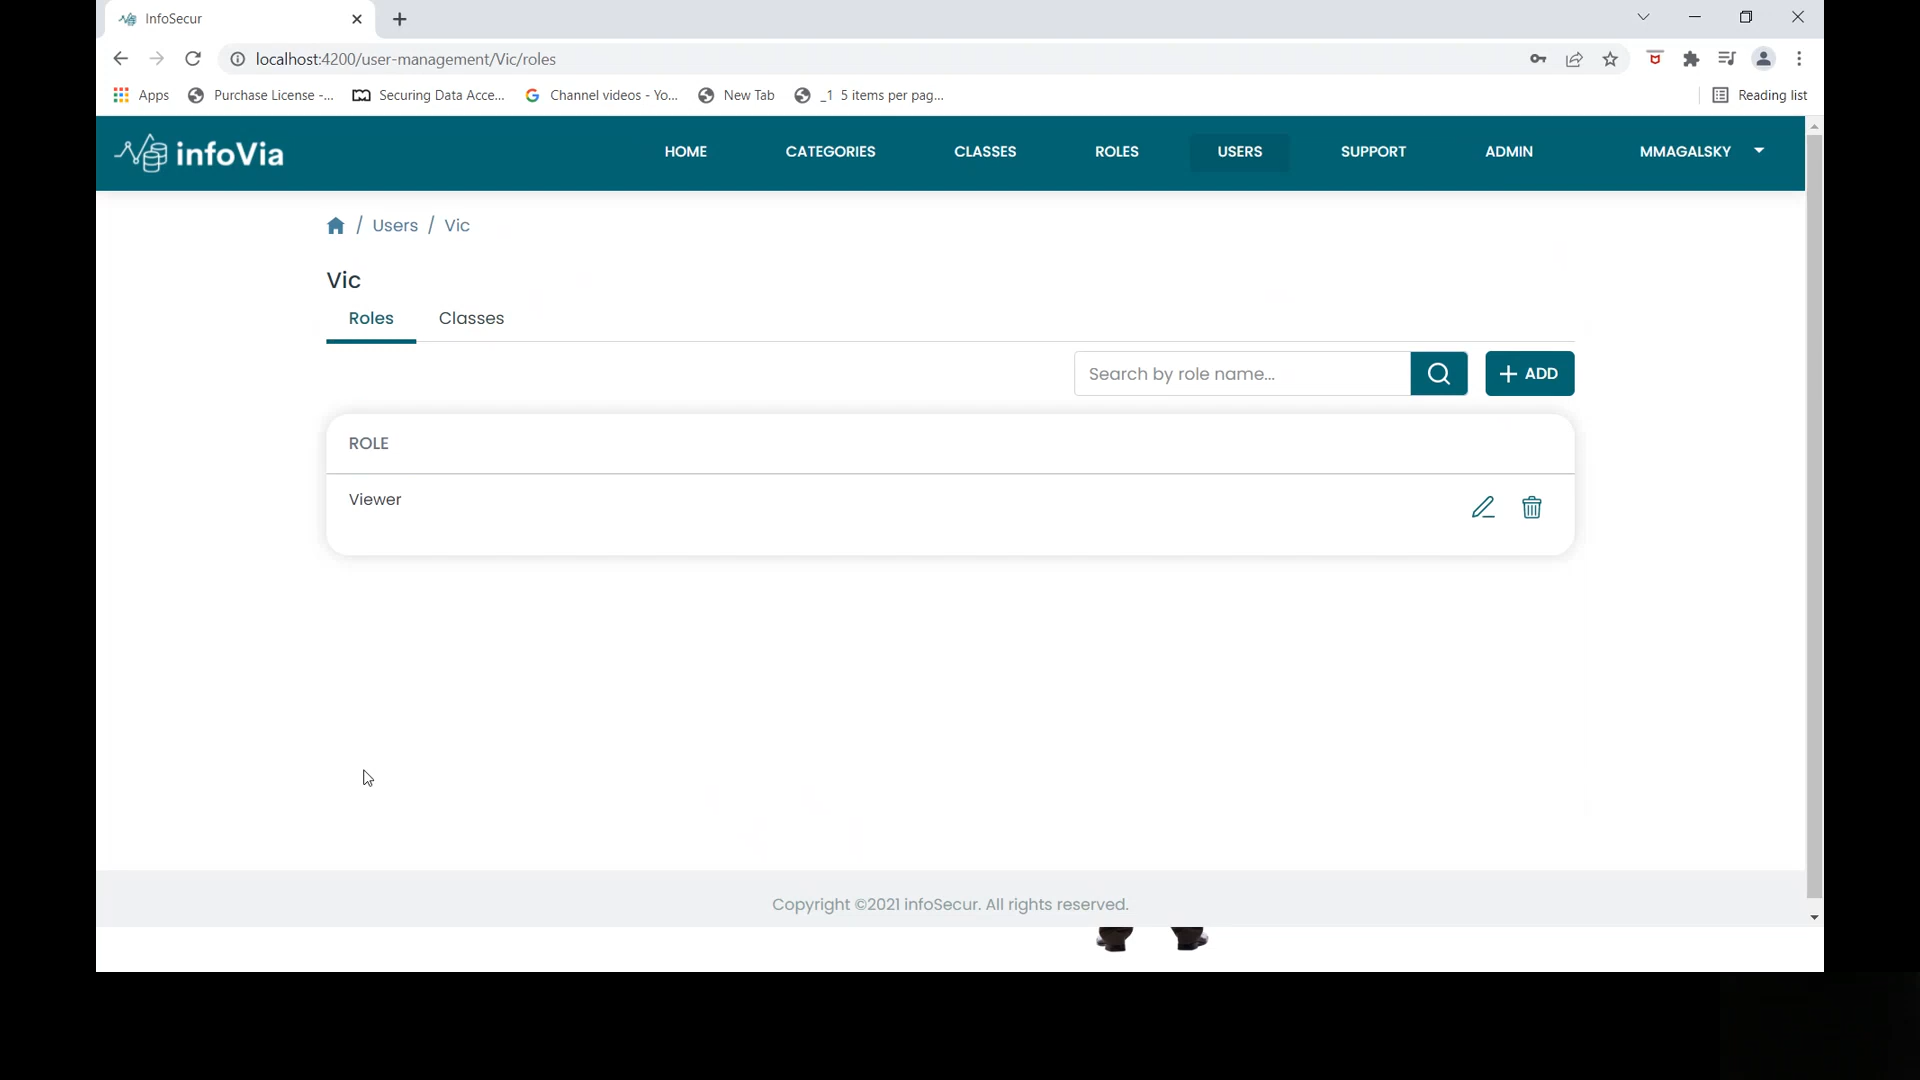 InfoSecur
localhost:4200/user-management/Vic/roles
Apps Purchase License -... Securing Data Acce... Channel videos - Yo... New Tab _1 5 items per pag... Reading list
infoVia HOME CATEGORIES CLASSES ROLES USERS SUPPORT ADMIN MMAGALSKY
/ Users / Vic
Vic
Roles Classes
Search by role name... + ADD
ROLE
Viewer
Copyright ©2021 infoSecur. All rights reserved.